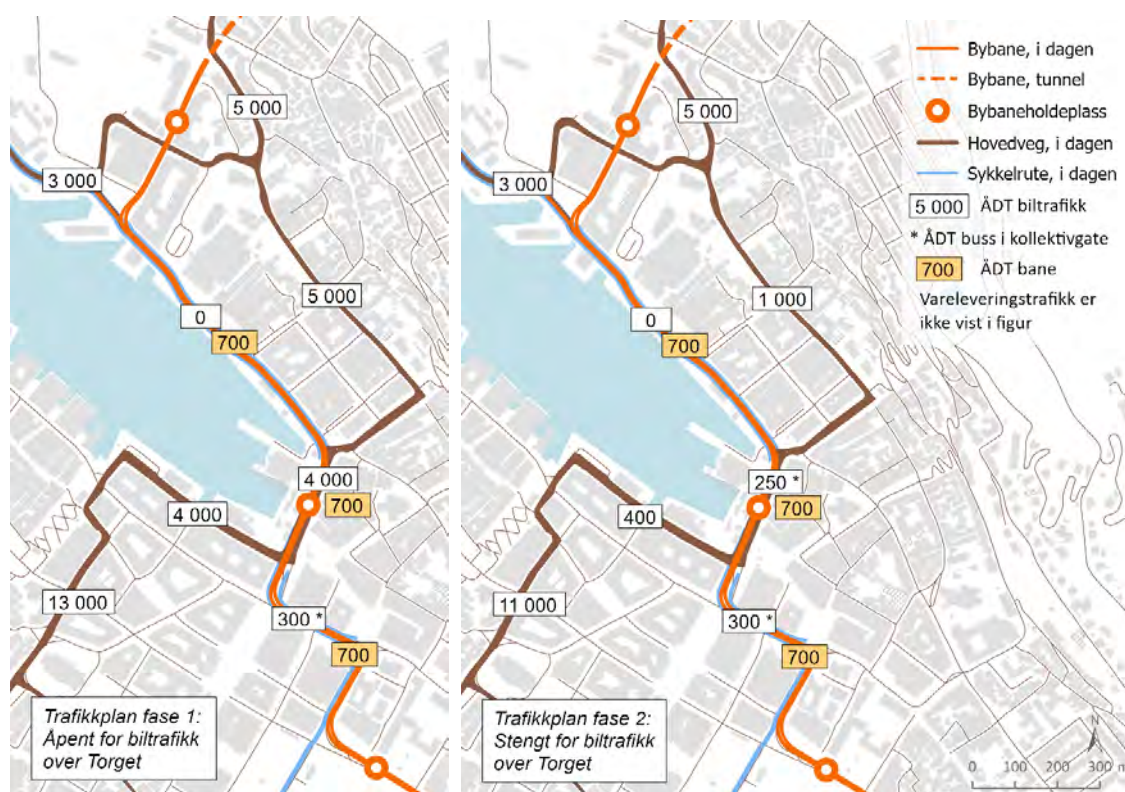 5 000
3 000
5 000
0
700
4 000
700
4 000
13 000
300 *
700
Trafikkplan fase 1:
Åpent for biltrafikk
over Torget
5 000
3 000
1 000
0
700
250 *
700
400
11 000
300 *
700
Trafikkplan fase 2:
Stengt for biltrafikk
over Torget
Bybane, i dagen
Bybane, tunnel
Bybaneholdeplass
Hovedveg, i dagen
Sykkelrute, i dagen
5 000 ÅDT biltrafikk
* ÅDT buss i kollektivgate
700 ÅDT bane
Vareleveringstrafikk er
ikke vist i figur
N
0 100 200 300 m